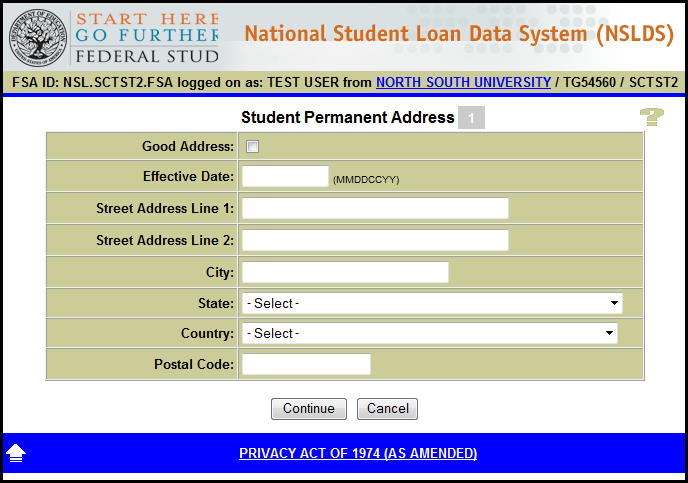 START HERE
GO FURTHER
FEDERAL STUD
National Student Loan Data System (NSLDS)
FSA ID: NSL.SCTST2.FSA logged on as: TEST USER from NORTH SOUTH UNIVERSITY / TG54560 / SCTST2
Student Permanent Address 1
?
Good Address:
Effective Date: (MMDDCCYY)
Street Address Line 1:
Street Address Line 2:
City:
State: - Select -
Country: - Select -
Postal Code:
Continue Cancel
PRIVACY ACT OF 1974 (AS AMENDED)